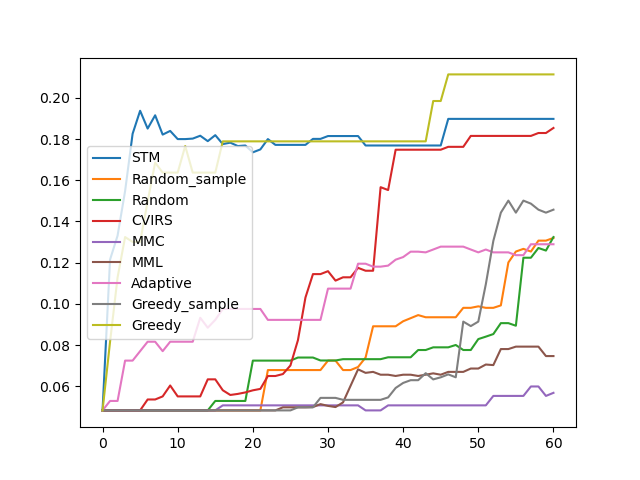 0.20
0.18
0.16
0.14
0.12
0.10
0.08
0.06
STM
Random_sample
Random
CVIRS
MMC
MML
Adaptive
Greedy_sample
Greedy
0 10 20 30 40 50 60